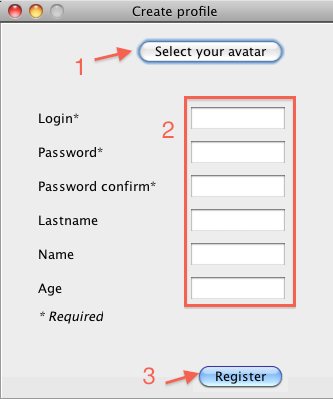 Create profile
1 Select your avatar
2
Login*
Password*
Password confirm*
Lastname
Name
Age
* Required
3 Register